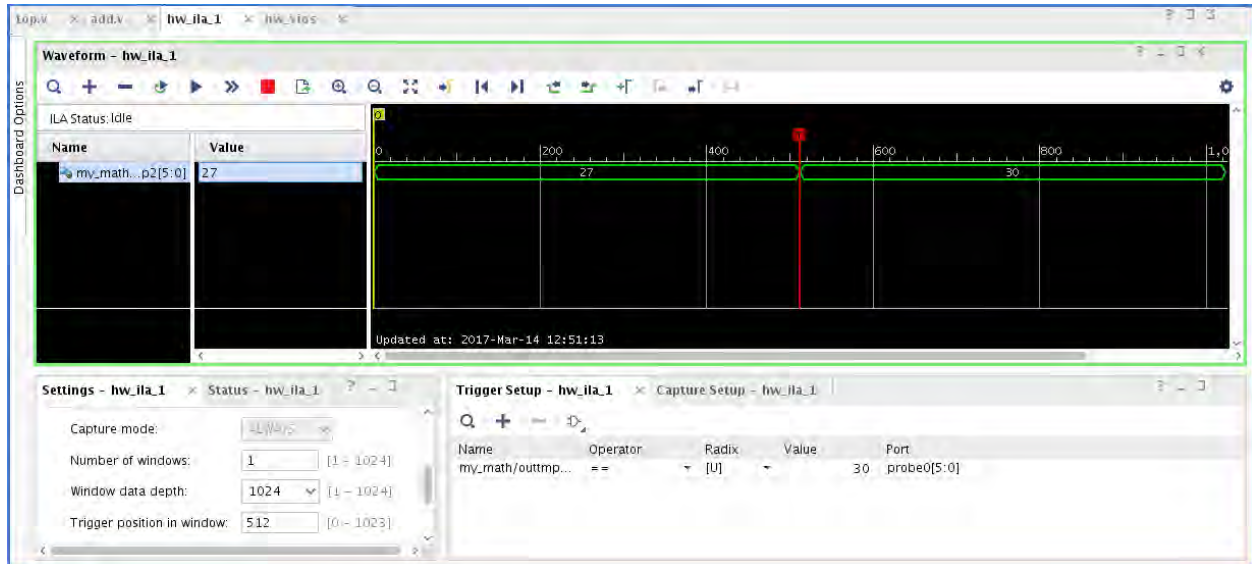 top.v × add.v × hw_ila_1 × hw_vios ×
Waveform - hw_ila_1
Dashboard Options
ILA Status: Idle
Name Value
my_math...p2[5:0] 27
0
0 200 400 600 800 1,0
27 30
Updated at: 2017-Mar-14 12:51:13
Settings - hw_ila_1 × Status - hw_ila_1
Capture mode: ALWAYS
Number of windows: 1 [1 - 1024]
Window data depth: 1024 [1 - 1024]
Trigger position in window: 512 [0 - 1023]
Trigger Setup - hw_ila_1 × Capture Setup - hw_ila_1
Name Operator Radix Value Port
my_math/outtmp... == [U] 30 probe0[5:0]